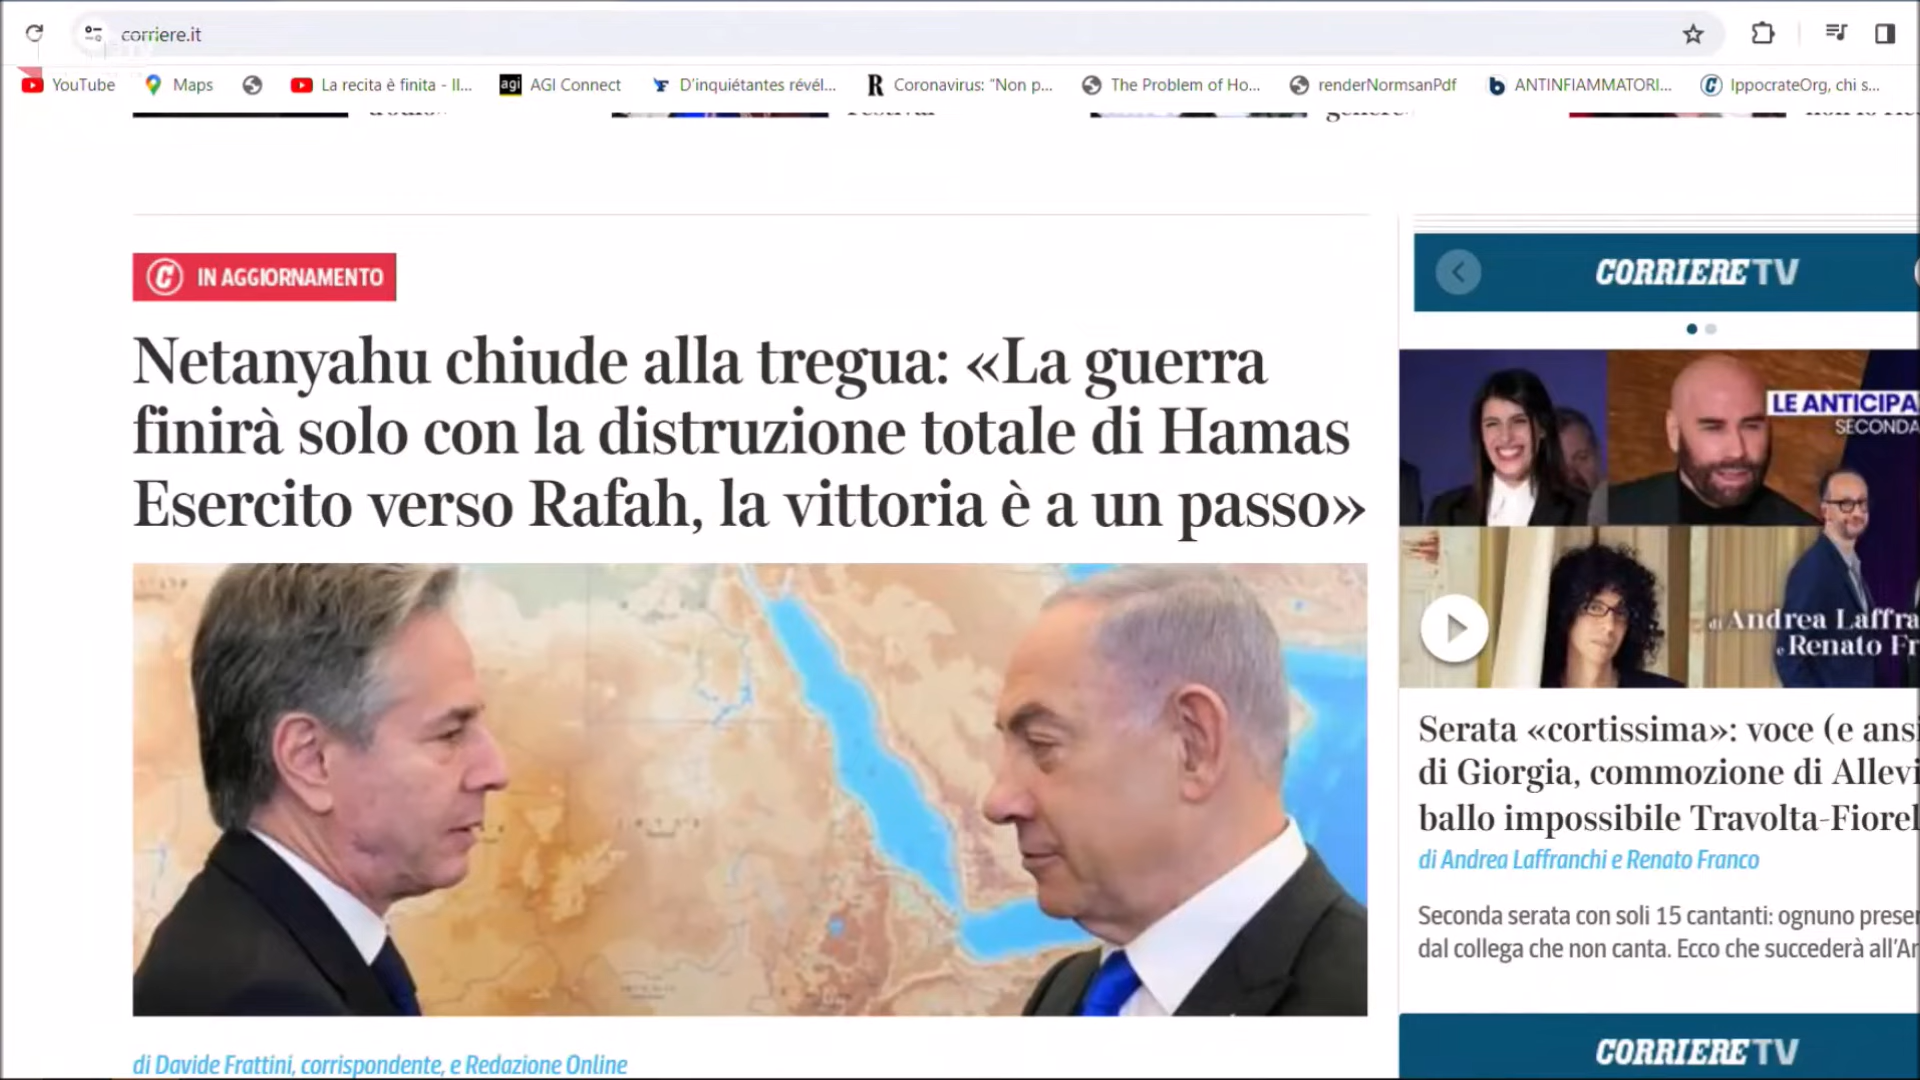 corriere.it
YouTube
Maps
La recita è finita - Il...
agi AGI Connect
D'inquiétantes révél...
R Coronavirus: "Non p...
The Problem of Ho...
renderNormsanPdf
ANTINFIAMMATORI...
IppocrateOrg, chi s...
IN AGGIORNAMENTO
Netanyahu chiude alla tregua: «La guerra
finirà solo con la distruzione totale di Hamas
Esercito verso Rafah, la vittoria è a un passo»
di Davide Frattini, corrispondente, e Redazione Online
CORRIERE TV
LE ANTICIPA
SECONDA
di Andrea Laffra
e Renato Fr
Serata «cortissima»: voce (e ansi
di Giorgia, commozione di Allevi
ballo impossibile Travolta-Fiorel
di Andrea Laffranchi e Renato Franco
Seconda serata con soli 15 cantanti: ognuno presen
dal collega che non canta. Ecco che succederà all'Ar
CORRIERE TV